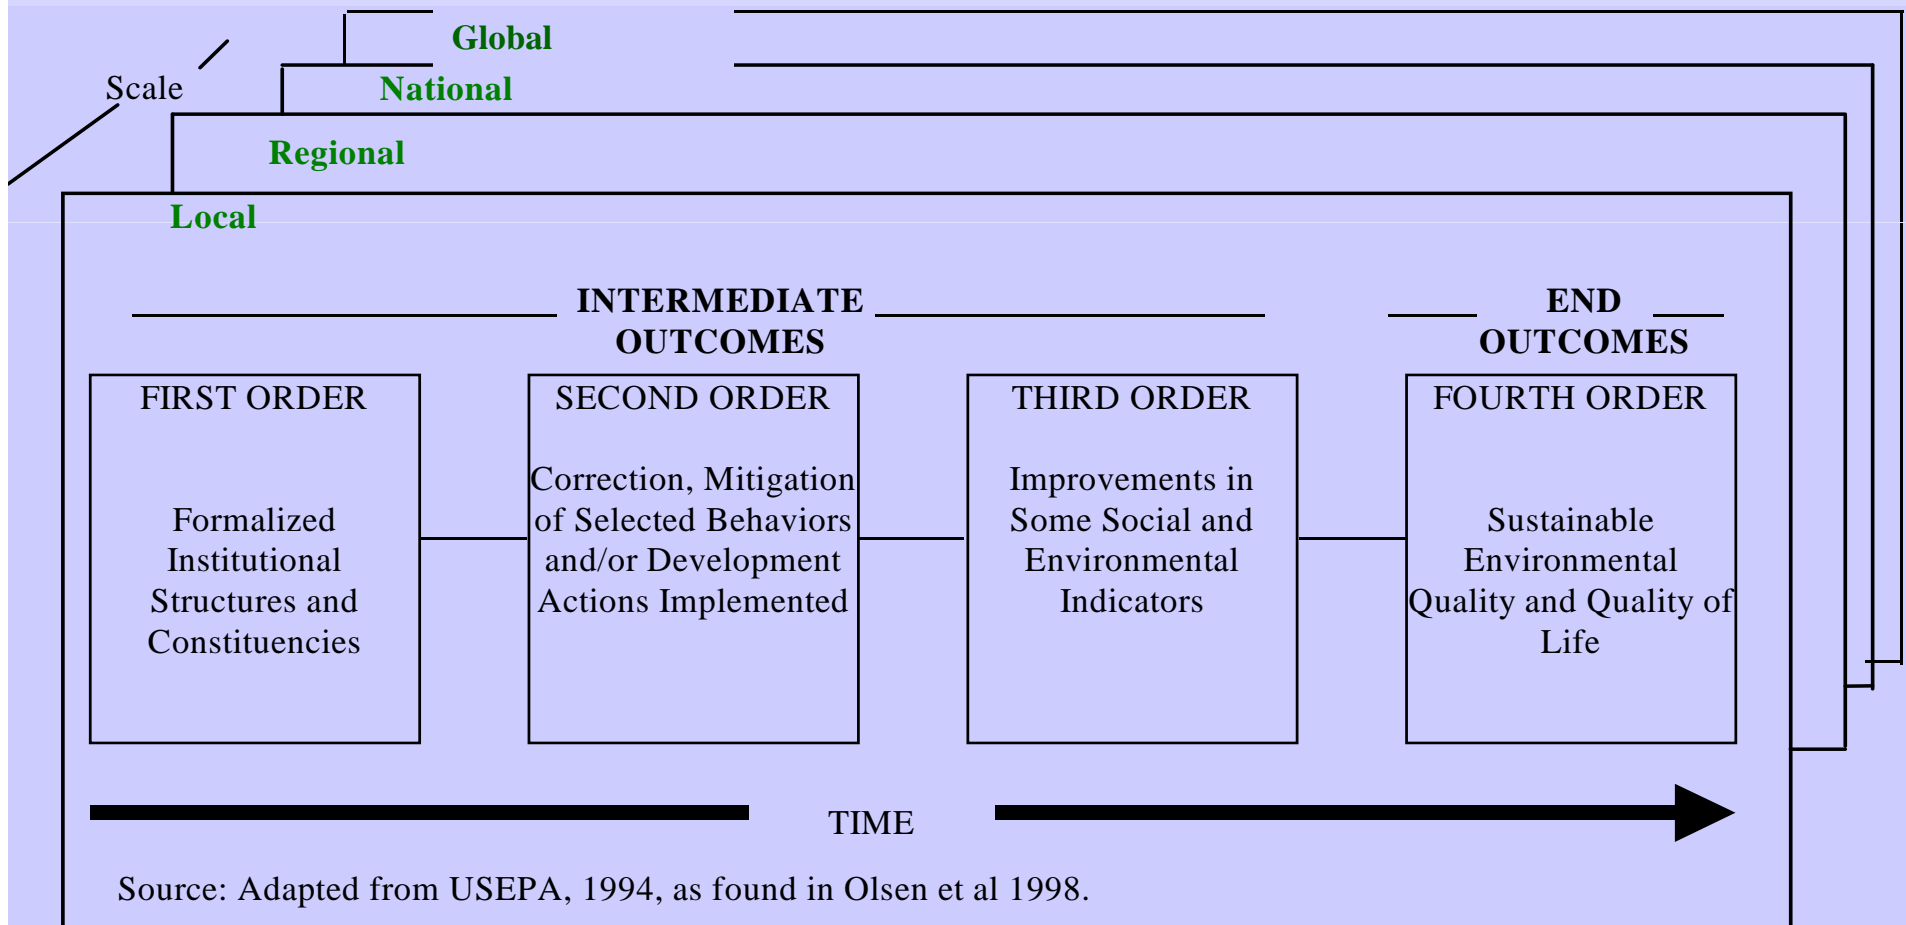 Global
Scale
National
Regional
Local
INTERMEDIATE
OUTCOMES
END
OUTCOMES
FIRST ORDER
Formalized
Institutional
Structures and
Constituencies
SECOND ORDER
Correction, Mitigation
of Selected Behaviors
and/or Development
Actions Implemented
THIRD ORDER
Improvements in
Some Social and
Environmental
Indicators
FOURTH ORDER
Sustainable
Environmental
Quality and Quality of
Life
TIME
Source: Adapted from USEPA, 1994, as found in Olsen et al 1998.